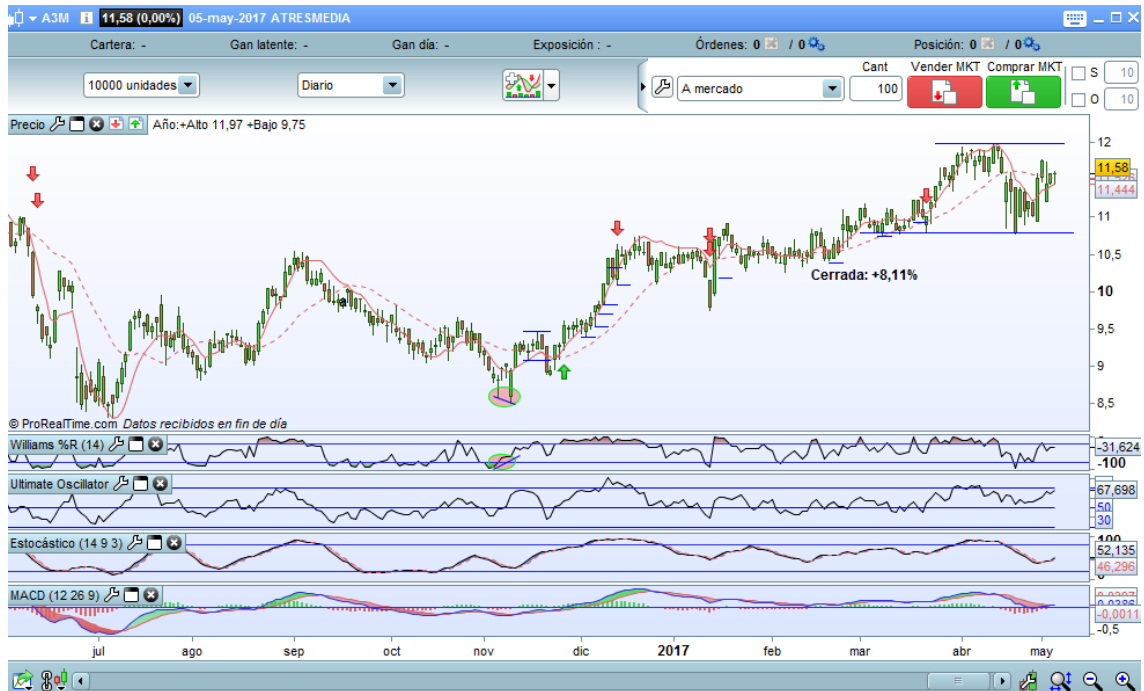 A3M 11,58 (0,00%) 05-may-2017 ATRESMEDIA
Cartera: - Gan latente: - Gan día: - Exposición : - Órdenes: 0 / 0 Posición: 0 / 0
Cant Vender MKT Comprar MKT
10000 unidades Diario A mercado 100 S 10
O 10
Precio Año:+Alto 11,97 +Bajo 9,75
12
11,58
11,444
11
10,5
Cerrada: +8,11%
10
a
9,5
9
8,5
© ProRealTime.com Datos recibidos en fin de día
Williams %R (14)
-31,624
-100
Ultimate Oscillator
67,698
50
30
Estocástico (14 9 3)
100
52,135
46,296
MACD (12 26 9)
-0,0011
-0,5
jul ago sep oct nov dic 2017 feb mar abr may